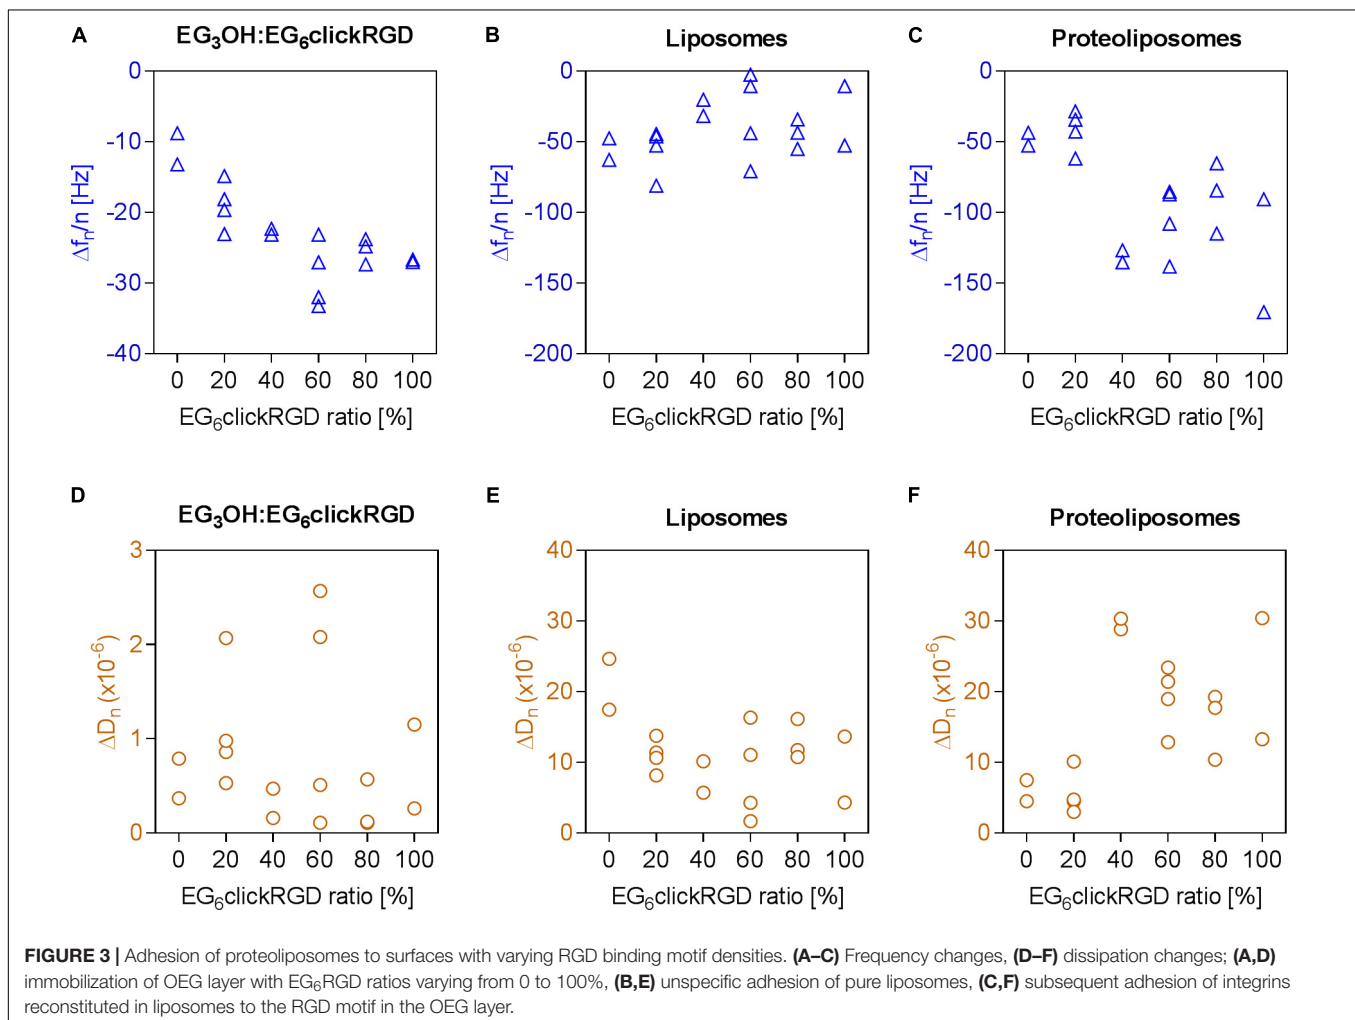 A
EG₃OH:EG₆clickRGD
0
-10
-20
-30
-40
Δfₙ/n [Hz]
0 20 40 60 80 100
EG₆clickRGD ratio [%]
B
Liposomes
0
-50
-100
-150
-200
Δfₙ/n [Hz]
0 20 40 60 80 100
EG₆clickRGD ratio [%]
C
Proteoliposomes
0
-50
-100
-150
-200
Δfₙ/n [Hz]
0 20 40 60 80 100
EG₆clickRGD ratio [%]
D
EG₃OH:EG₆clickRGD
3
2
1
0
ΔDₙ (x10⁻⁶)
0 20 40 60 80 100
EG₆clickRGD ratio [%]
E
Liposomes
40
30
20
10
0
ΔDₙ (x10⁻⁶)
0 20 40 60 80 100
EG₆clickRGD ratio [%]
F
Proteoliposomes
40
30
20
10
0
ΔDₙ (x10⁻⁶)
0 20 40 60 80 100
EG₆clickRGD ratio [%]
FIGURE 3 | Adhesion of proteoliposomes to surfaces with varying RGD binding motif densities. (A–C) Frequency changes, (D–F) dissipation changes; (A,D)
immobilization of OEG layer with EG₆RGD ratios varying from 0 to 100%, (B,E) unspecific adhesion of pure liposomes, (C,F) subsequent adhesion of integrins
reconstituted in liposomes to the RGD motif in the OEG layer.